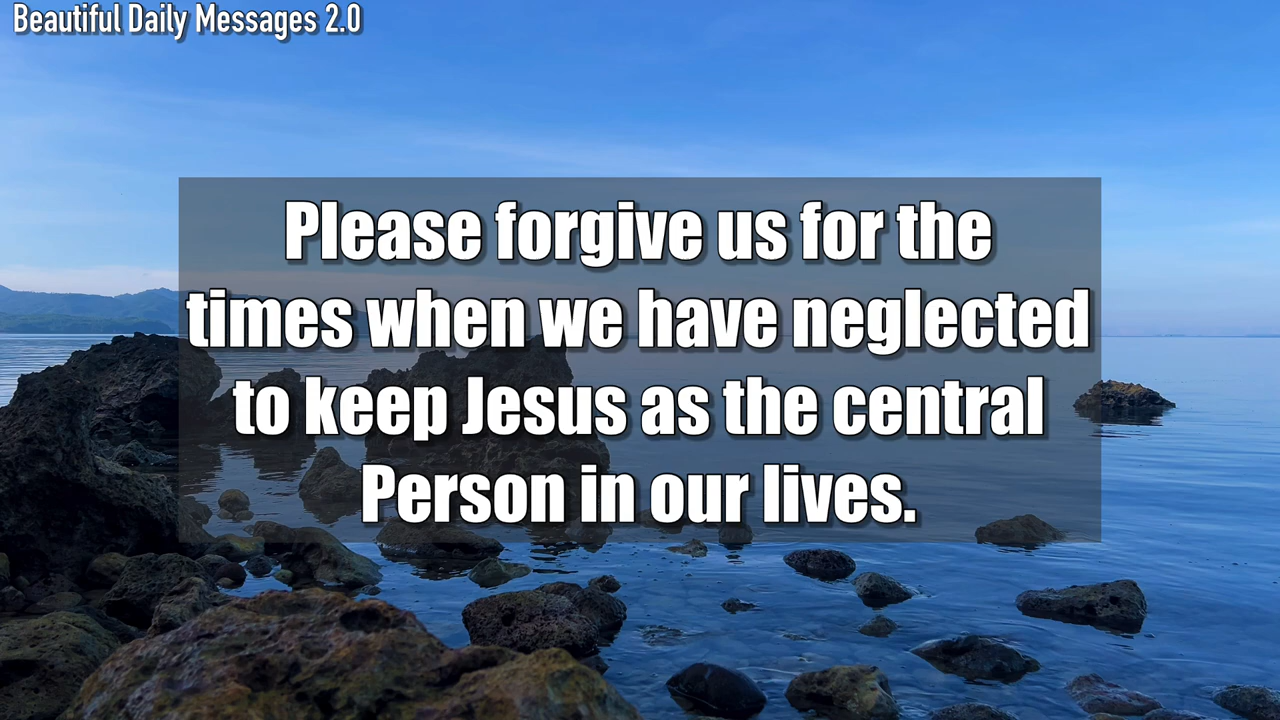 Beautiful Daily Messages 2.0
Please forgive us for the
times when we have neglected
to keep Jesus as the central
Person in our lives.